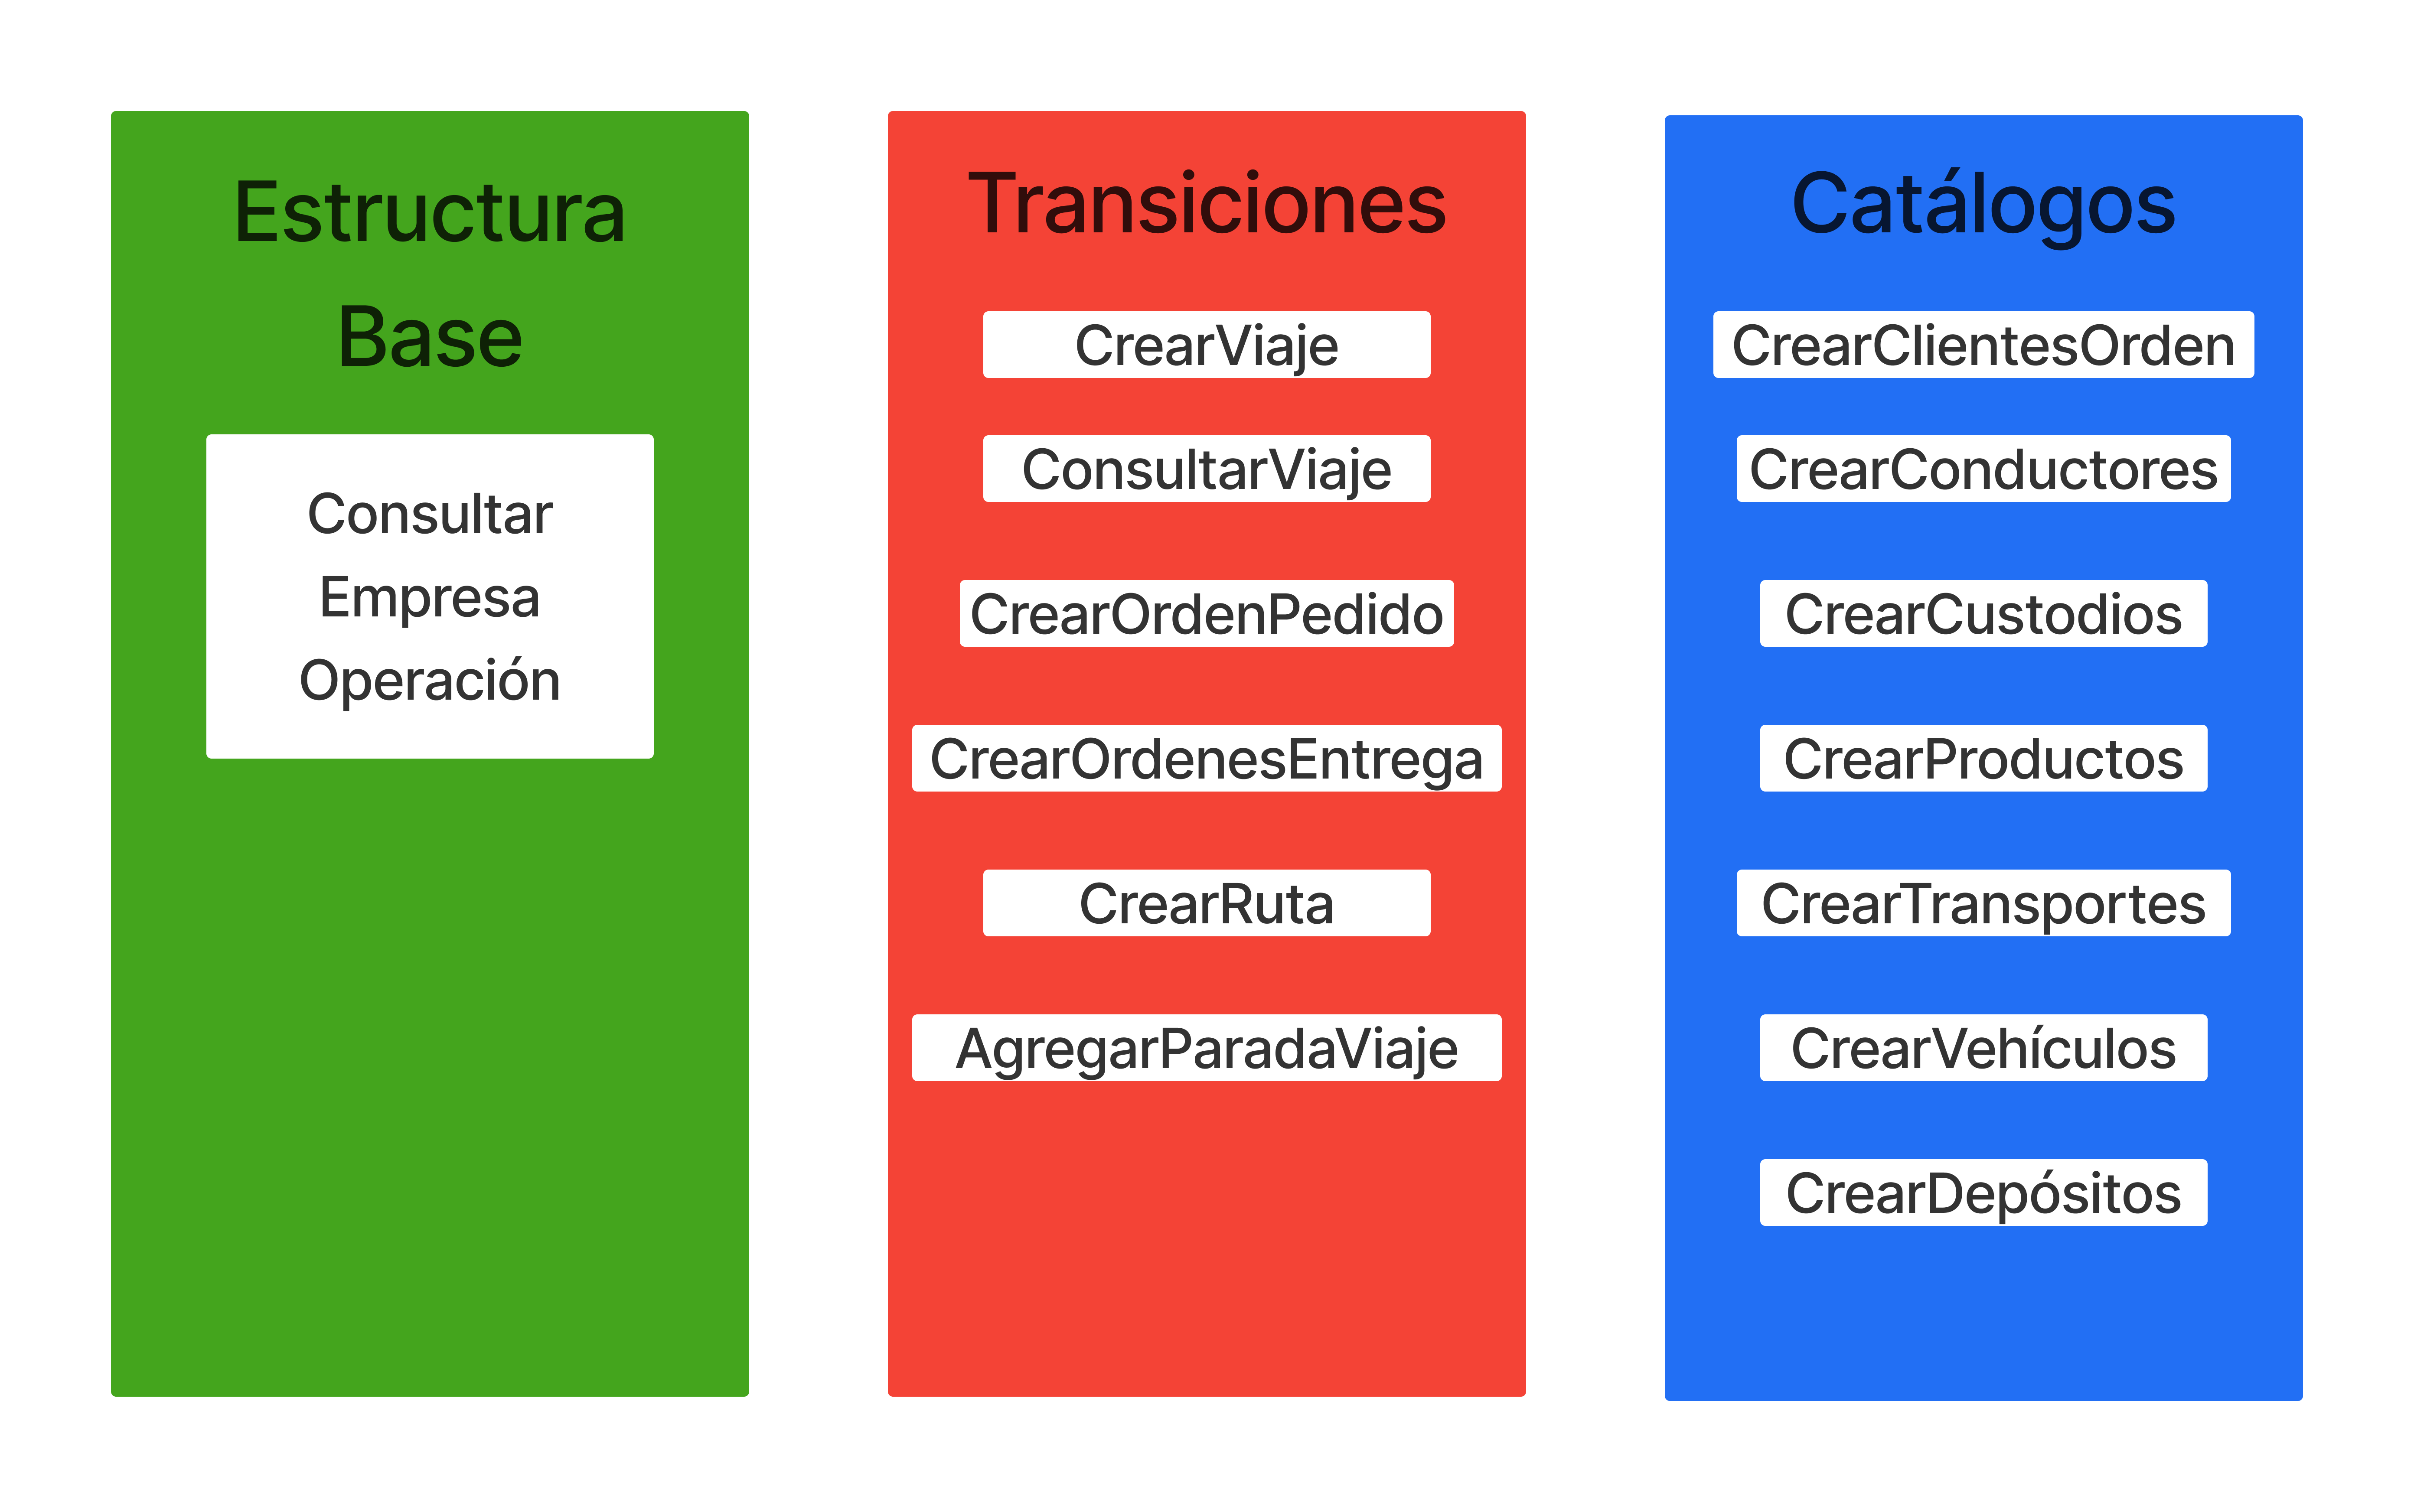 Estructura
Base
Consultar
Empresa
Operación
Transiciones
CrearViaje
ConsultarViaje
CrearOrdenPedido
CrearOrdenesEntrega
CrearRuta
AgregarParadaViaje
Catálogos
CrearClientesOrden
CrearConductores
CrearCustodios
CrearProductos
CrearTransportes
CrearVehículos
CrearDepósitos